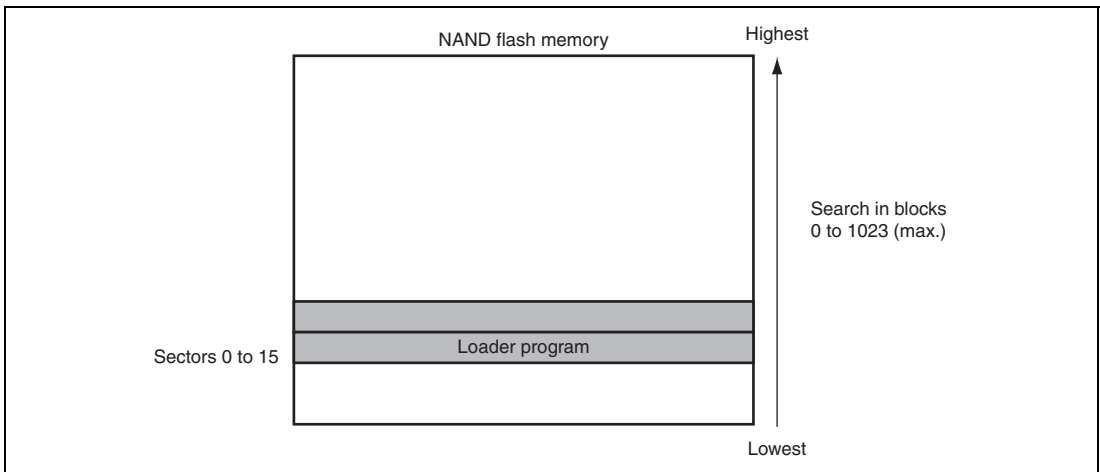 NAND flash memory
Highest
Search in blocks
0 to 1023 (max.)
Loader program
Sectors 0 to 15
Lowest